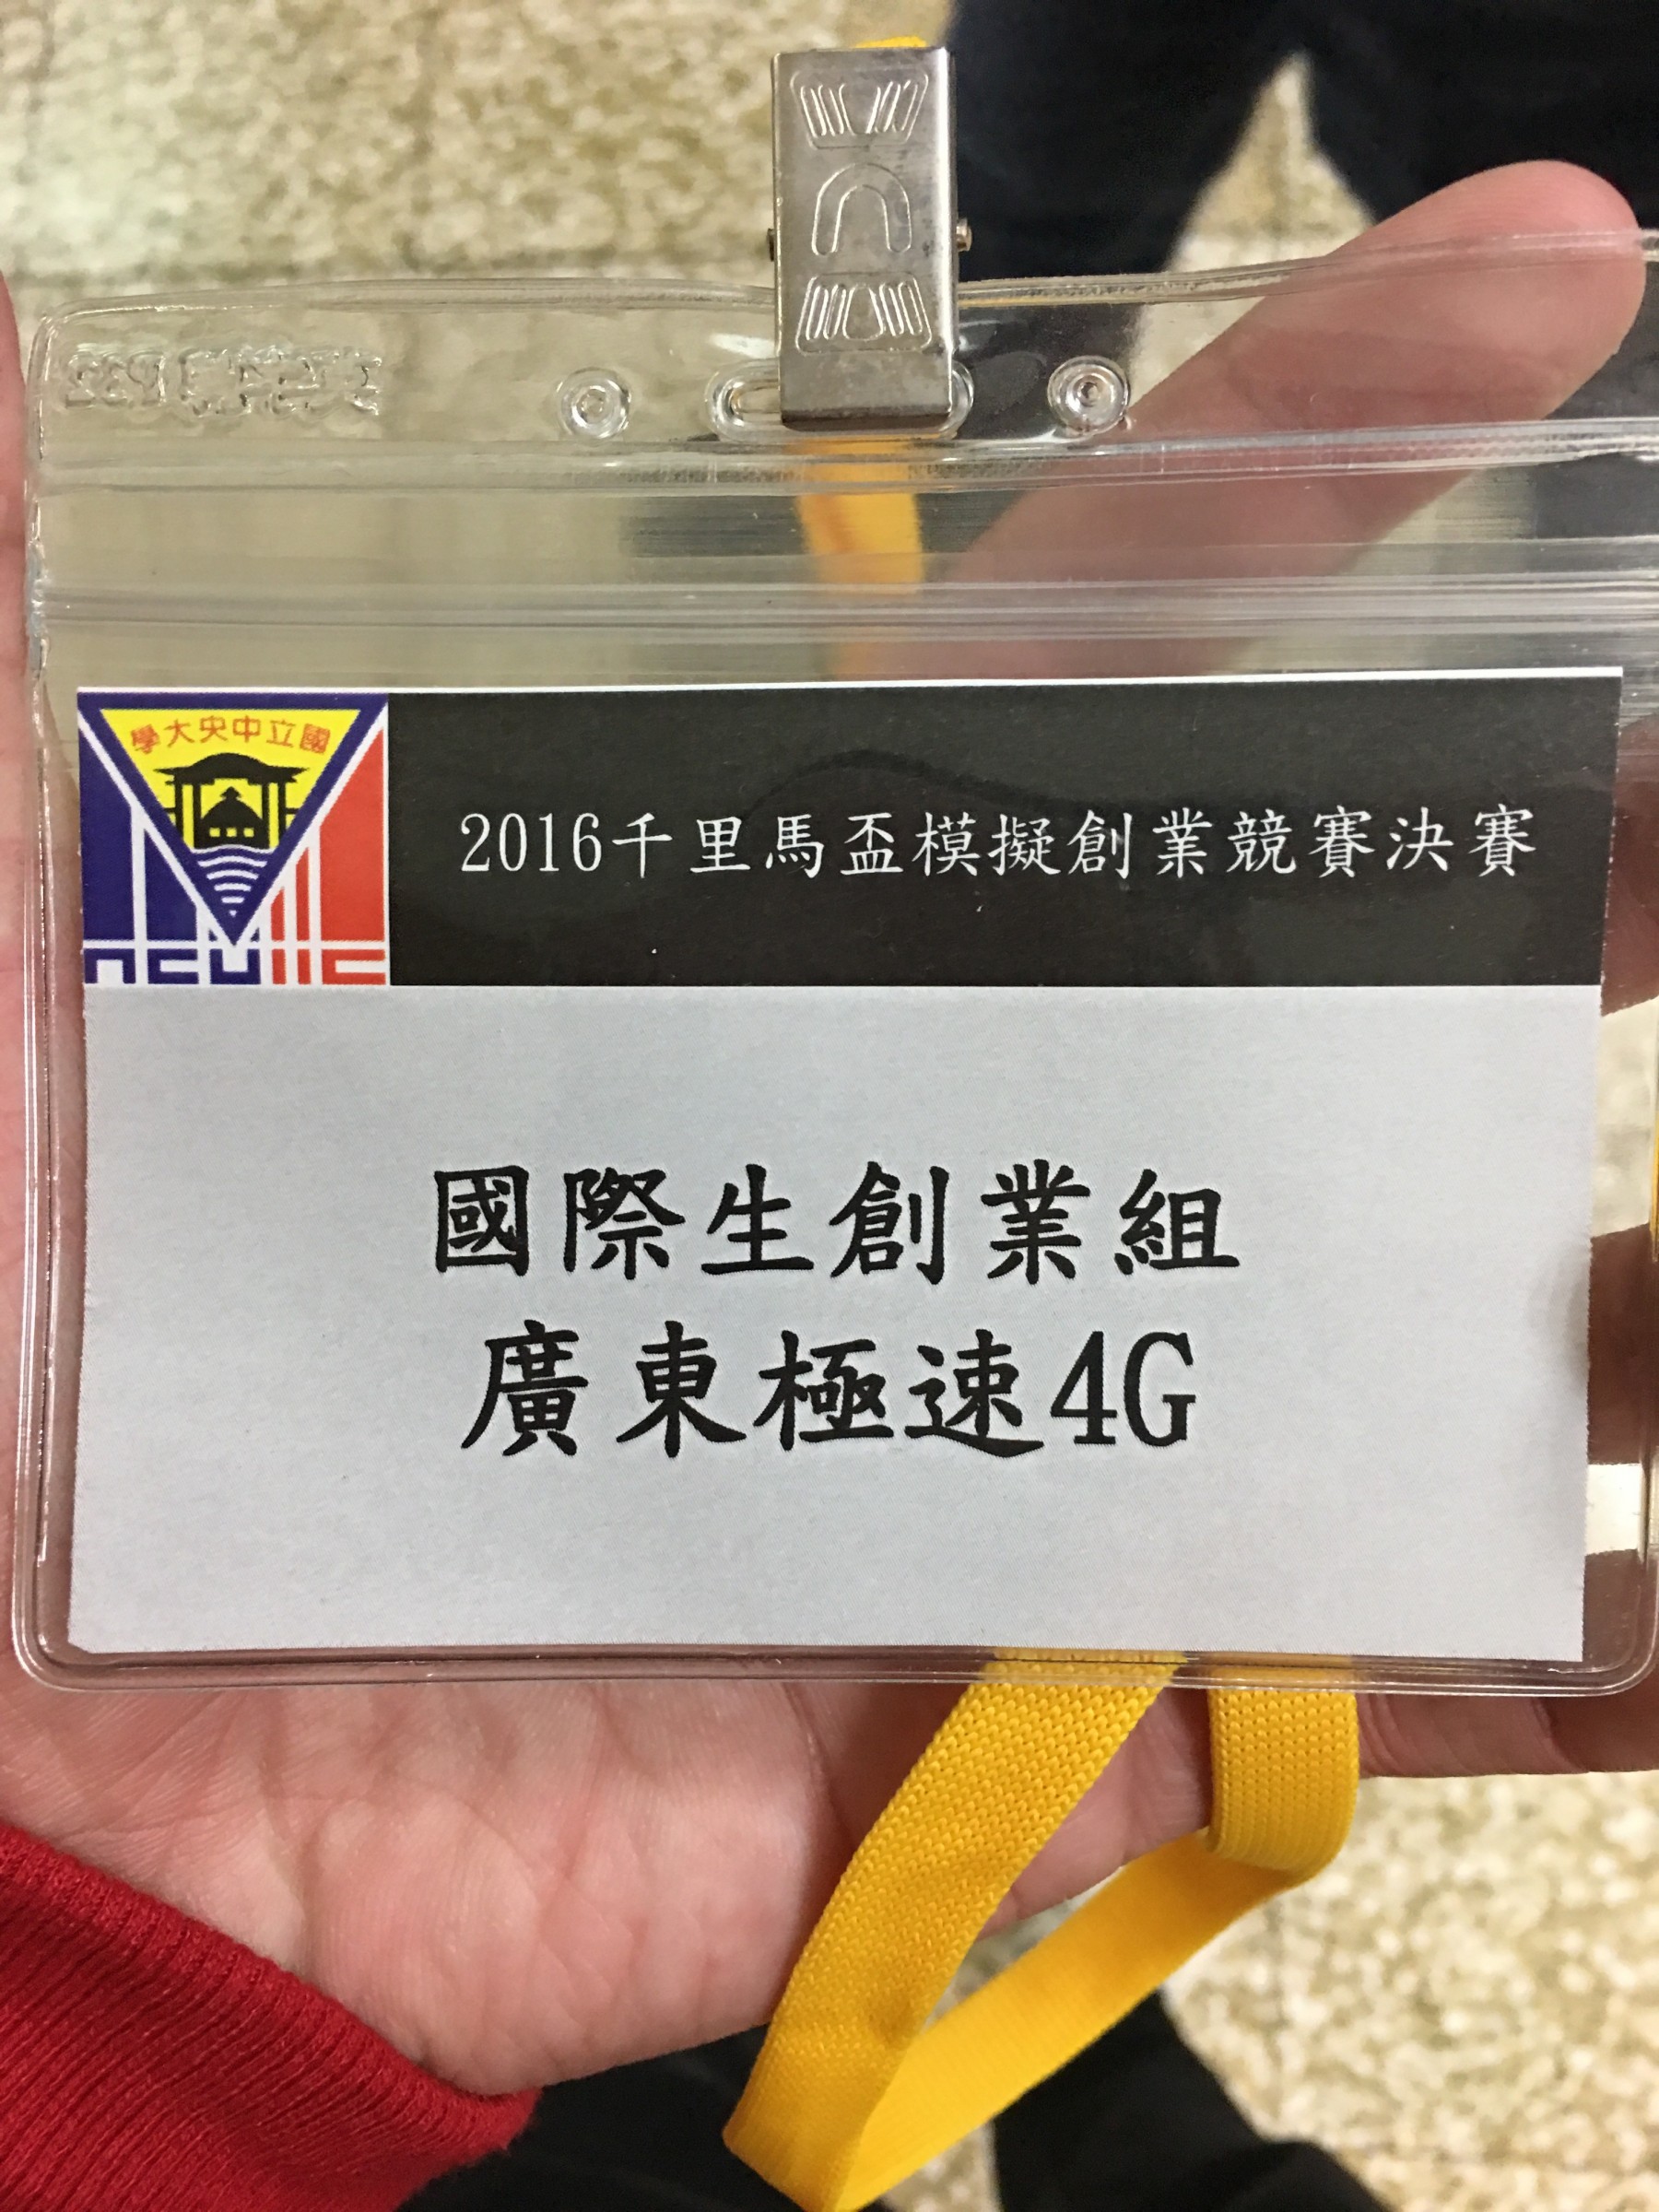 學大央中立國
ncuiic
2016千里馬盃模擬創業競賽決賽
國際生創業組
廣東極速4G